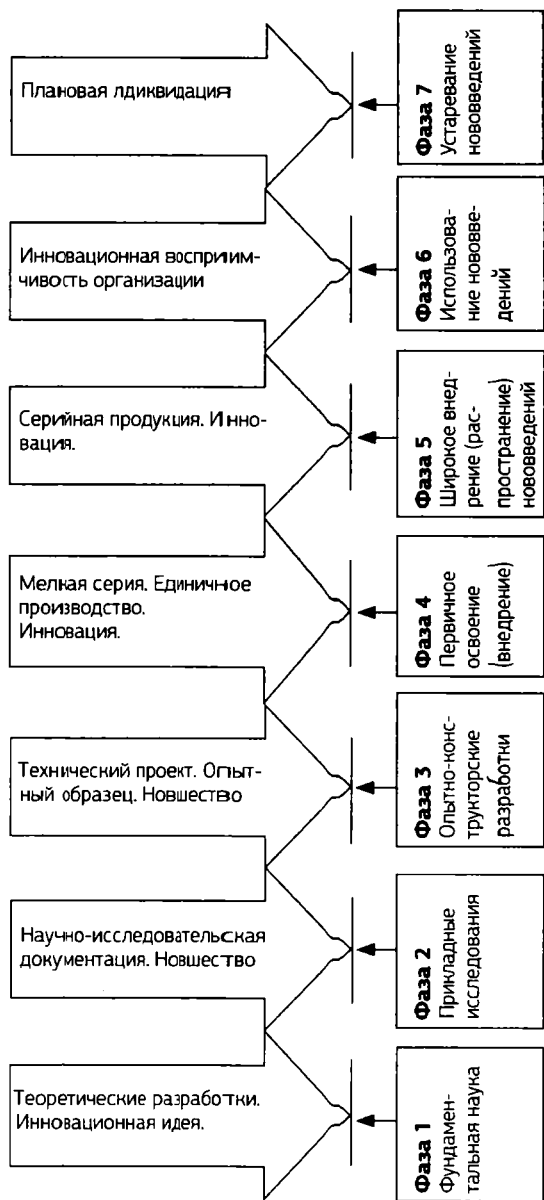 Плановая лдиквидация
Инновационная восприим-
чивость организации
Серийная продукция. Инно-
вация.
Мелкая серия. Единичное
производство.
Инновация.
Технический проект. Опыт-
ный образец. Новшество
Научно-исследовательская
документация. Новшество
Теоретические разработки.
Инновационная идея.
Фаза 1
Фундамен-
тальная наука
Фаза 2
Прикладные
исследования
Фаза 3
Опытно-конс-
трукторские
разработки
Фаза 4
Первичное
освоение
(внедрение)
Фаза 5
Широкое внед-
рение (рас-
пространение)
нововведений
Фаза 6
Использова-
ние нововве-
дений
Фаза 7
Устаревание
нововведений